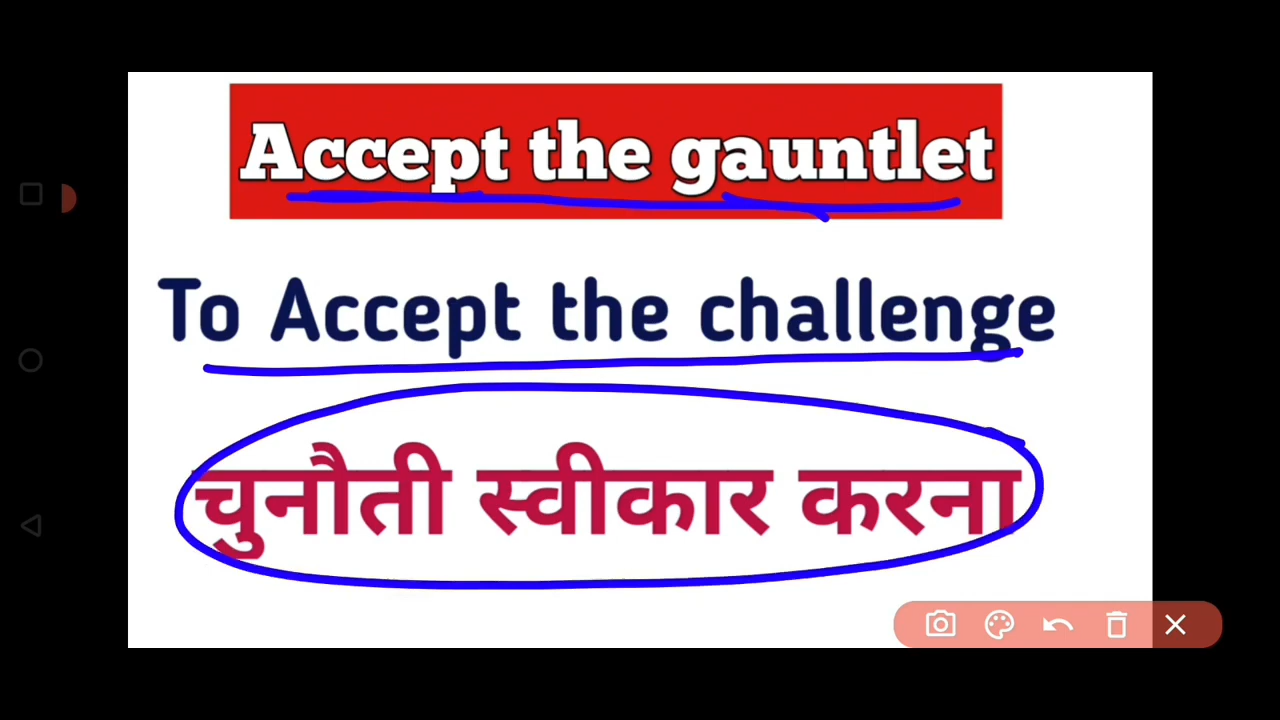 Accept the gauntlet
To Accept the challenge
चुनौती स्वीकार करना